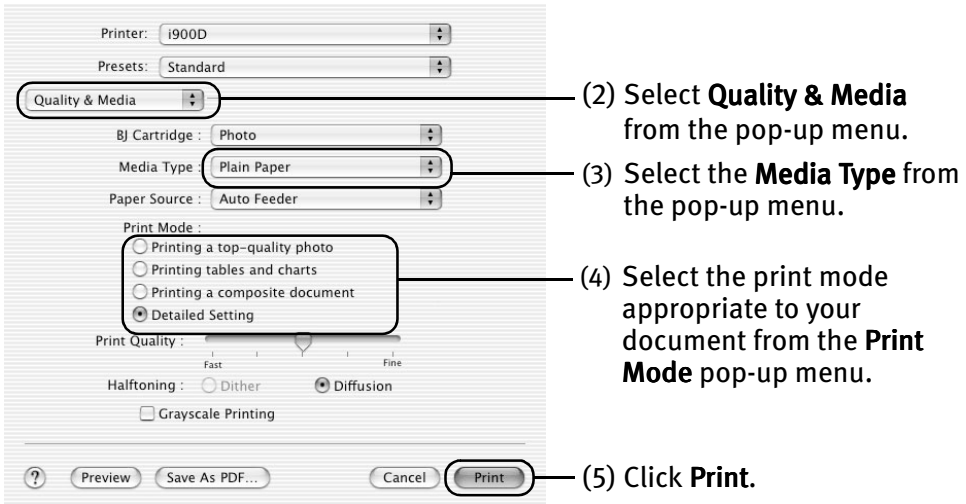 Printer: i900D
Presets: Standard
Quality & Media
(2) Select Quality & Media
from the pop-up menu.
BJ Cartridge : Photo
Media Type : Plain Paper
(3) Select the Media Type from
the pop-up menu.
Paper Source : Auto Feeder
Print Mode :
Printing a top-quality photo
Printing tables and charts
Printing a composite document
Detailed Setting
(4) Select the print mode
appropriate to your
document from the Print
Mode pop-up menu.
Print Quality :
Fast Fine
Halftoning : Dither Diffusion
Grayscale Printing
? Preview Save As PDF... Cancel Print
(5) Click Print.